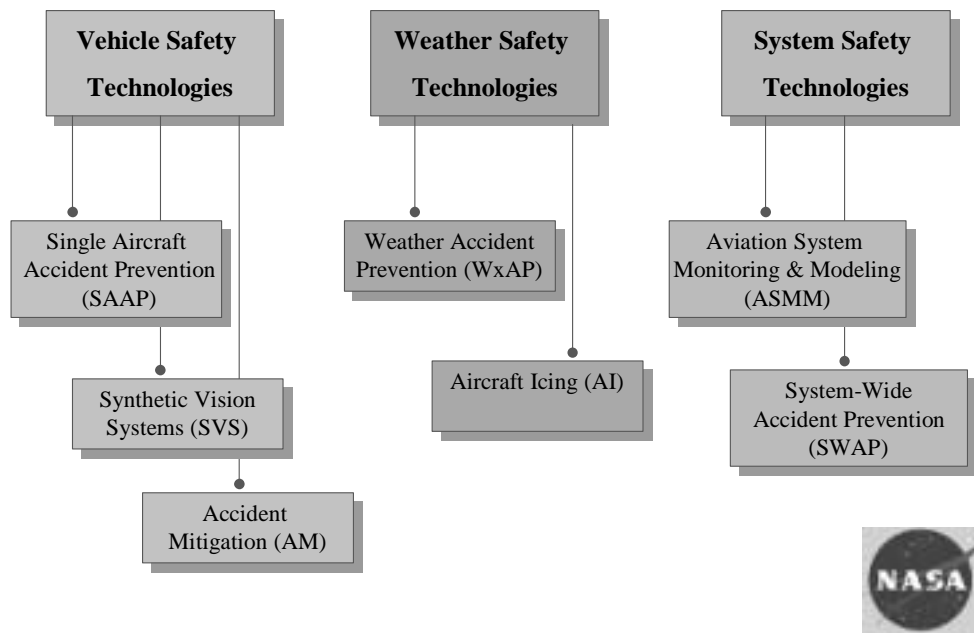 Vehicle Safety
Technologies
Weather Safety
Technologies
System Safety
Technologies
Single Aircraft
Accident Prevention
(SAAP)
Weather Accident
Prevention (WxAP)
Aviation System
Monitoring & Modeling
(ASMM)
Synthetic Vision
Systems (SVS)
Aircraft Icing (AI)
System-Wide
Accident Prevention
(SWAP)
Accident
Mitigation (AM)
NASA